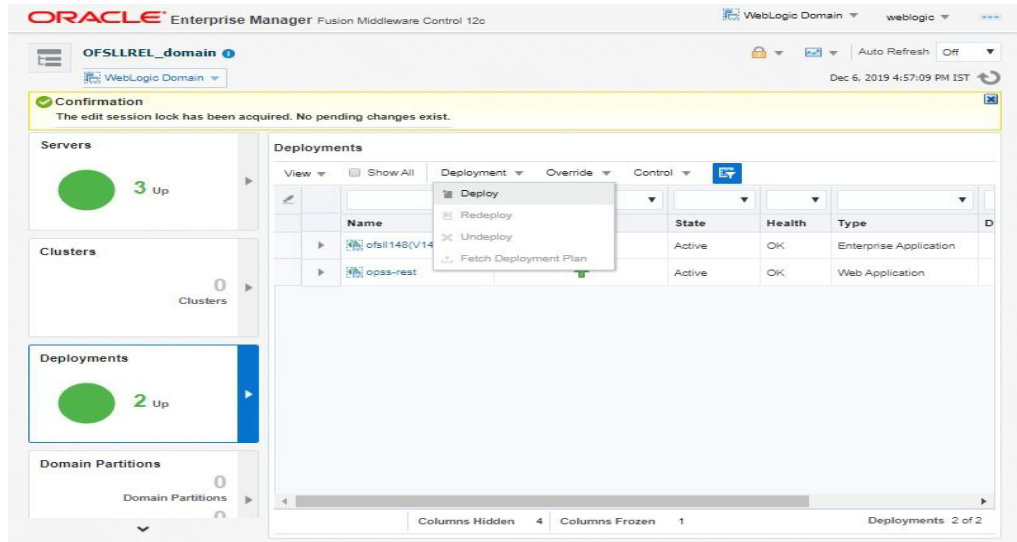 ORACLE® Enterprise Manager Fusion Middleware Control 12c
WebLogic Domain
weblogic
OFSLLREL_domain
WebLogic Domain
Auto Refresh Off
Dec 6, 2019 4:57:09 PM IST
Confirmation
The edit session lock has been acquired. No pending changes exist.
Servers
3 Up
Clusters
0
Clusters
Deployments
2 Up
Domain Partitions
0
Domain Partitions
0
Deployments
View Show All Deployment Override Control
Deploy
Redeploy
Undeploy
Fetch Deployment Plan
Name State Health Type D
ofsll148(V14 Active OK Enterprise Application
opss-rest Active OK Web Application
Columns Hidden 4 Columns Frozen 1 Deployments 2 of 2